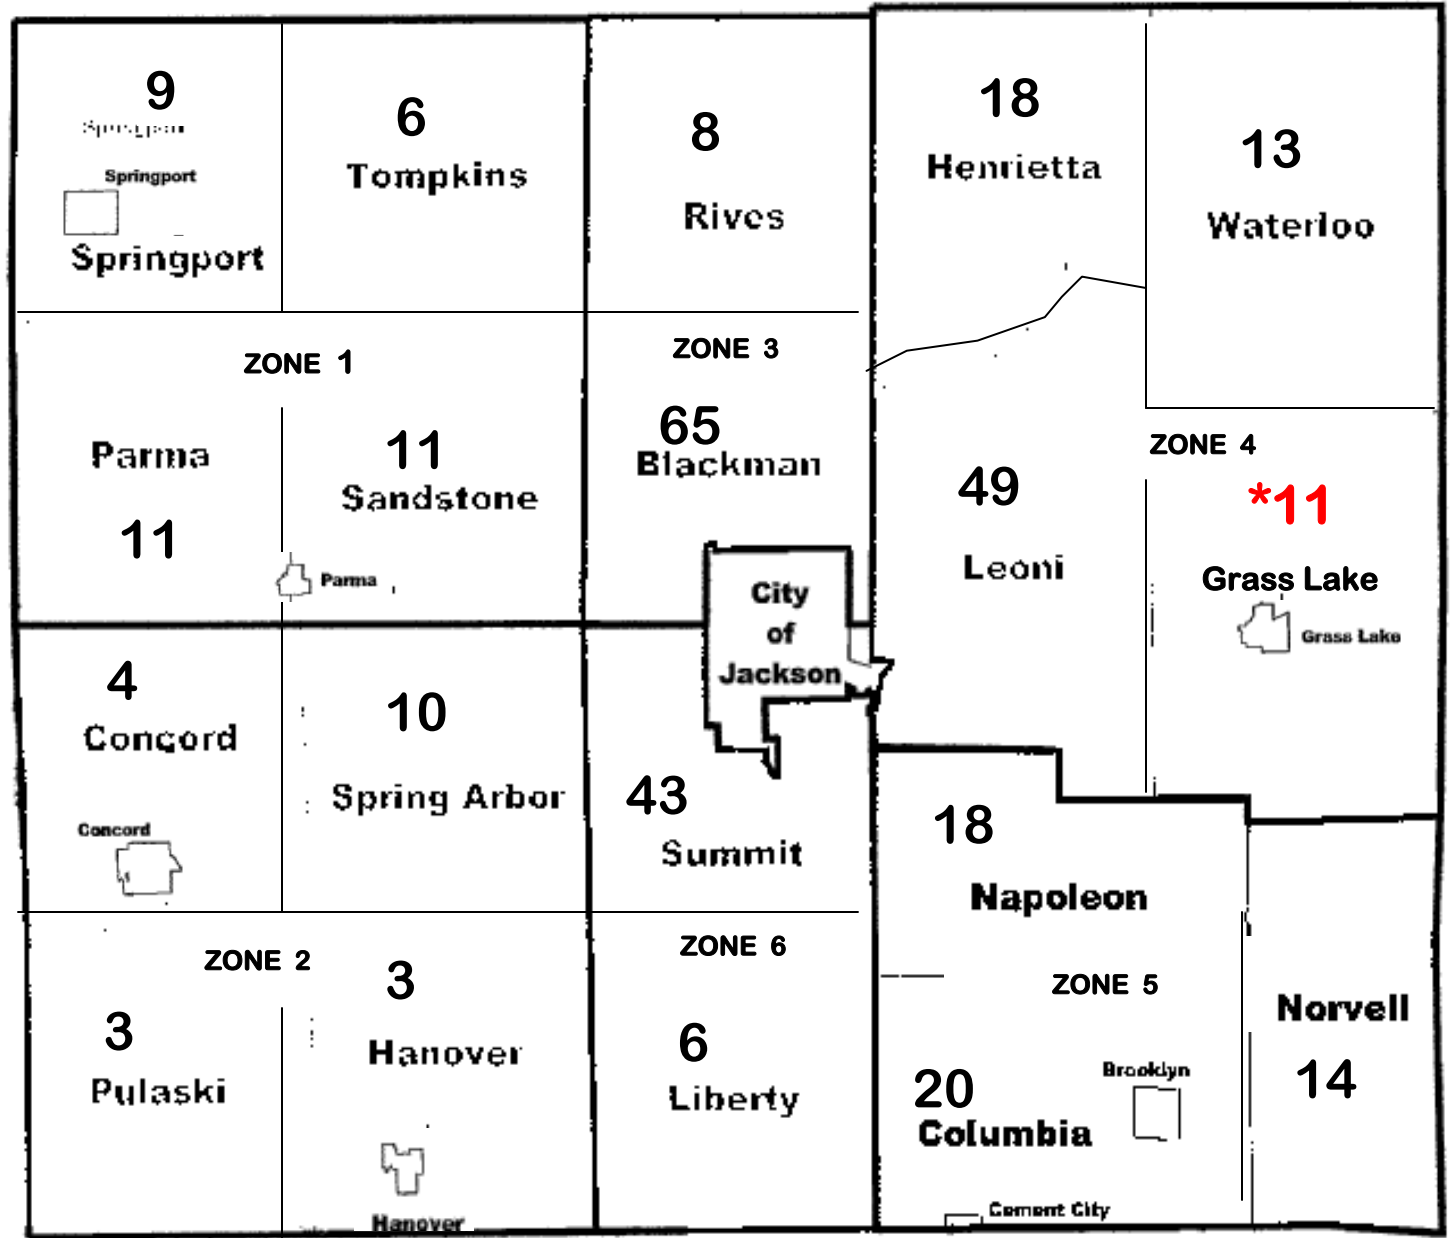 9
Springport
Springport
Springport
6
Tompkins
8
Rives
18
Henrietta
13
Waterloo
ZONE 1
Parma
11
11
Sandstone
Parma
ZONE 3
65
Blackman
City
of
Jackson
ZONE 4
49
Leoni
*11
Grass Lake
Grass Lake
4
Concord
Concord
10
Spring Arbor
43
Summit
18
Napoleon
ZONE 2
3
Pulaski
3
Hanover
Hanover
ZONE 6
6
Liberty
ZONE 5
20
Columbia
Brooklyn
Cement City
Norvell
14